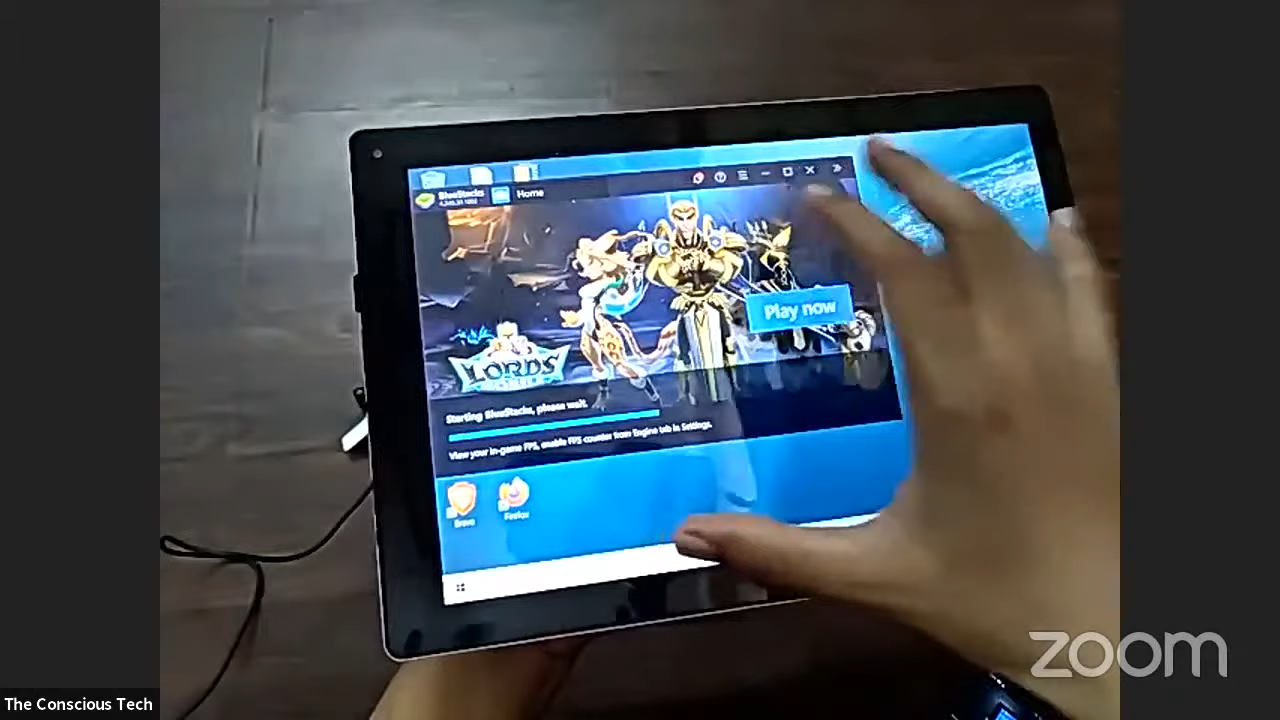 BlueStacks
Home
Play now
LORDS
MOBILE
Starting BlueStacks, please wait.
View your in-game FPS, enable FPS counter from Engine tab in Settings.
Brave
Firefox
zoom
The Conscious Tech